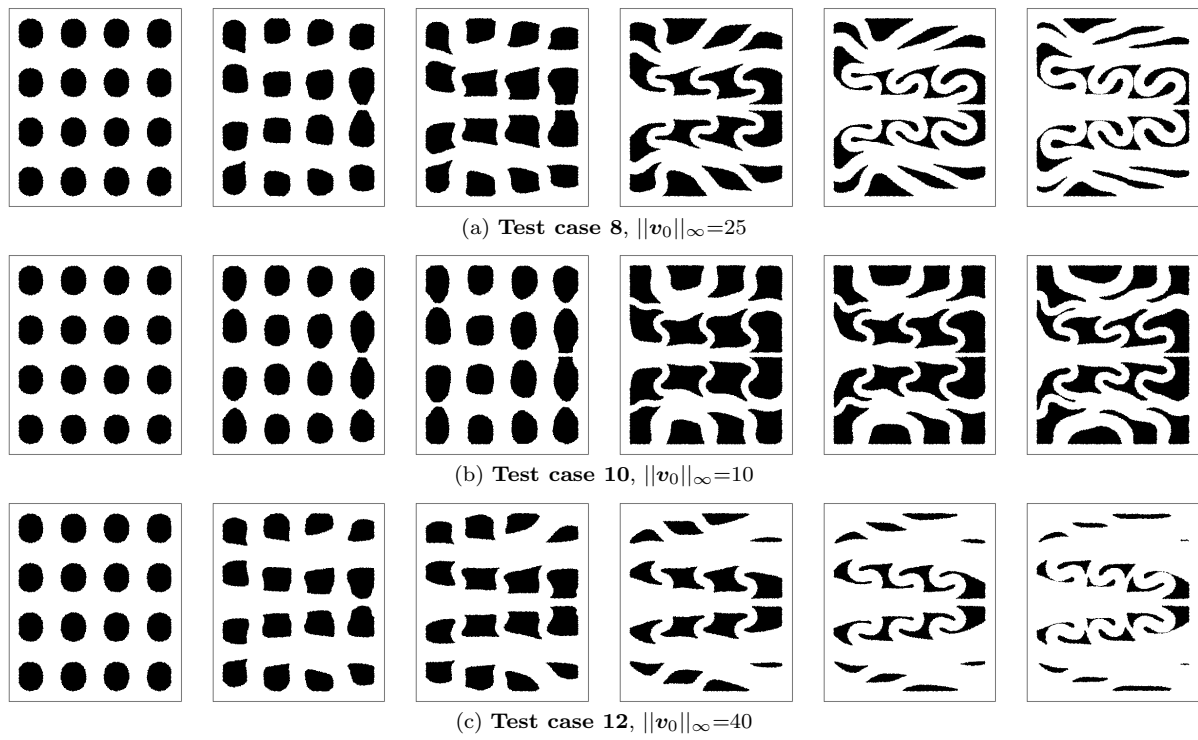 (a) Test case 8, ||v₀||∞=25
(b) Test case 10, ||v₀||∞=10
(c) Test case 12, ||v₀||∞=40